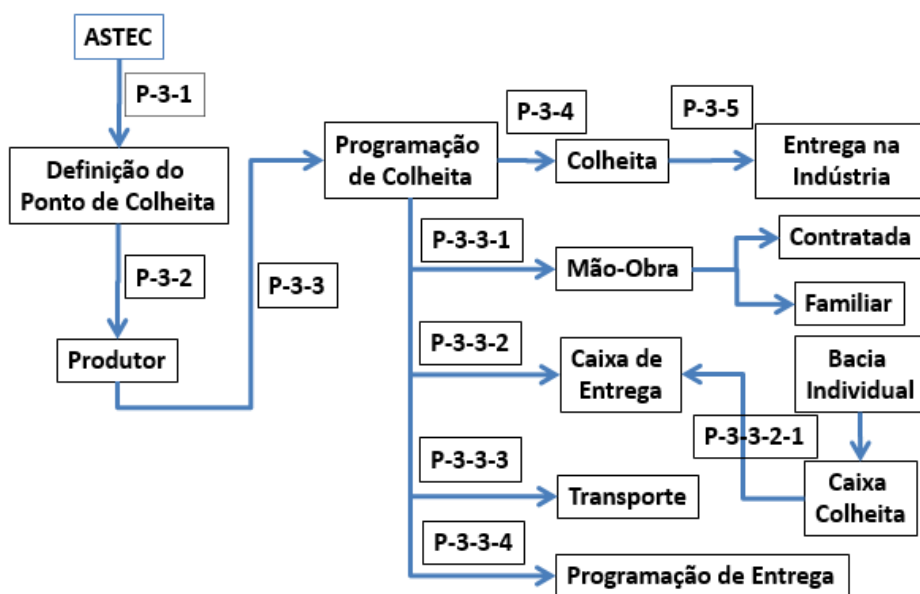 ASTEC
P-3-1
Definição do
Ponto de Colheita
P-3-2
Produtor
P-3-3
Programação
de Colheita
P-3-4
Colheita
P-3-5
Entrega na
Indústria
P-3-3-1
Mão-Obra
Contratada
Familiar
P-3-3-2
Caixa de
Entrega
Bacia
Individual
P-3-3-2-1
Caixa
Colheita
P-3-3-3
Transporte
P-3-3-4
Programação de Entrega